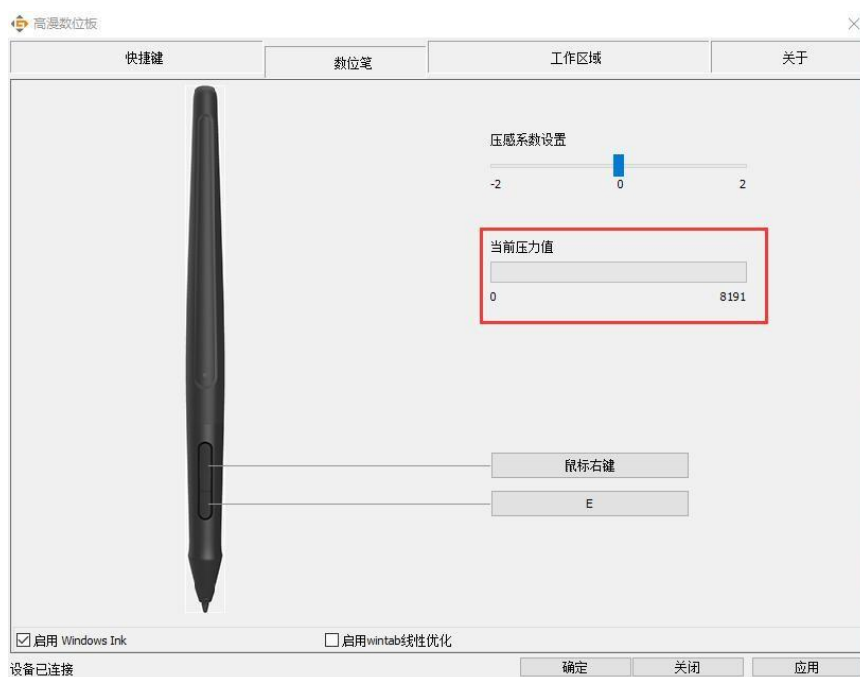 高漫数位板
快捷键 数位笔 工作区域 关于
压感系数设置
-2 0 2
当前压力值
0 8191
鼠标右键
E
启用 Windows Ink 启用wintab线性优化
设备已连接 确定 关闭 应用